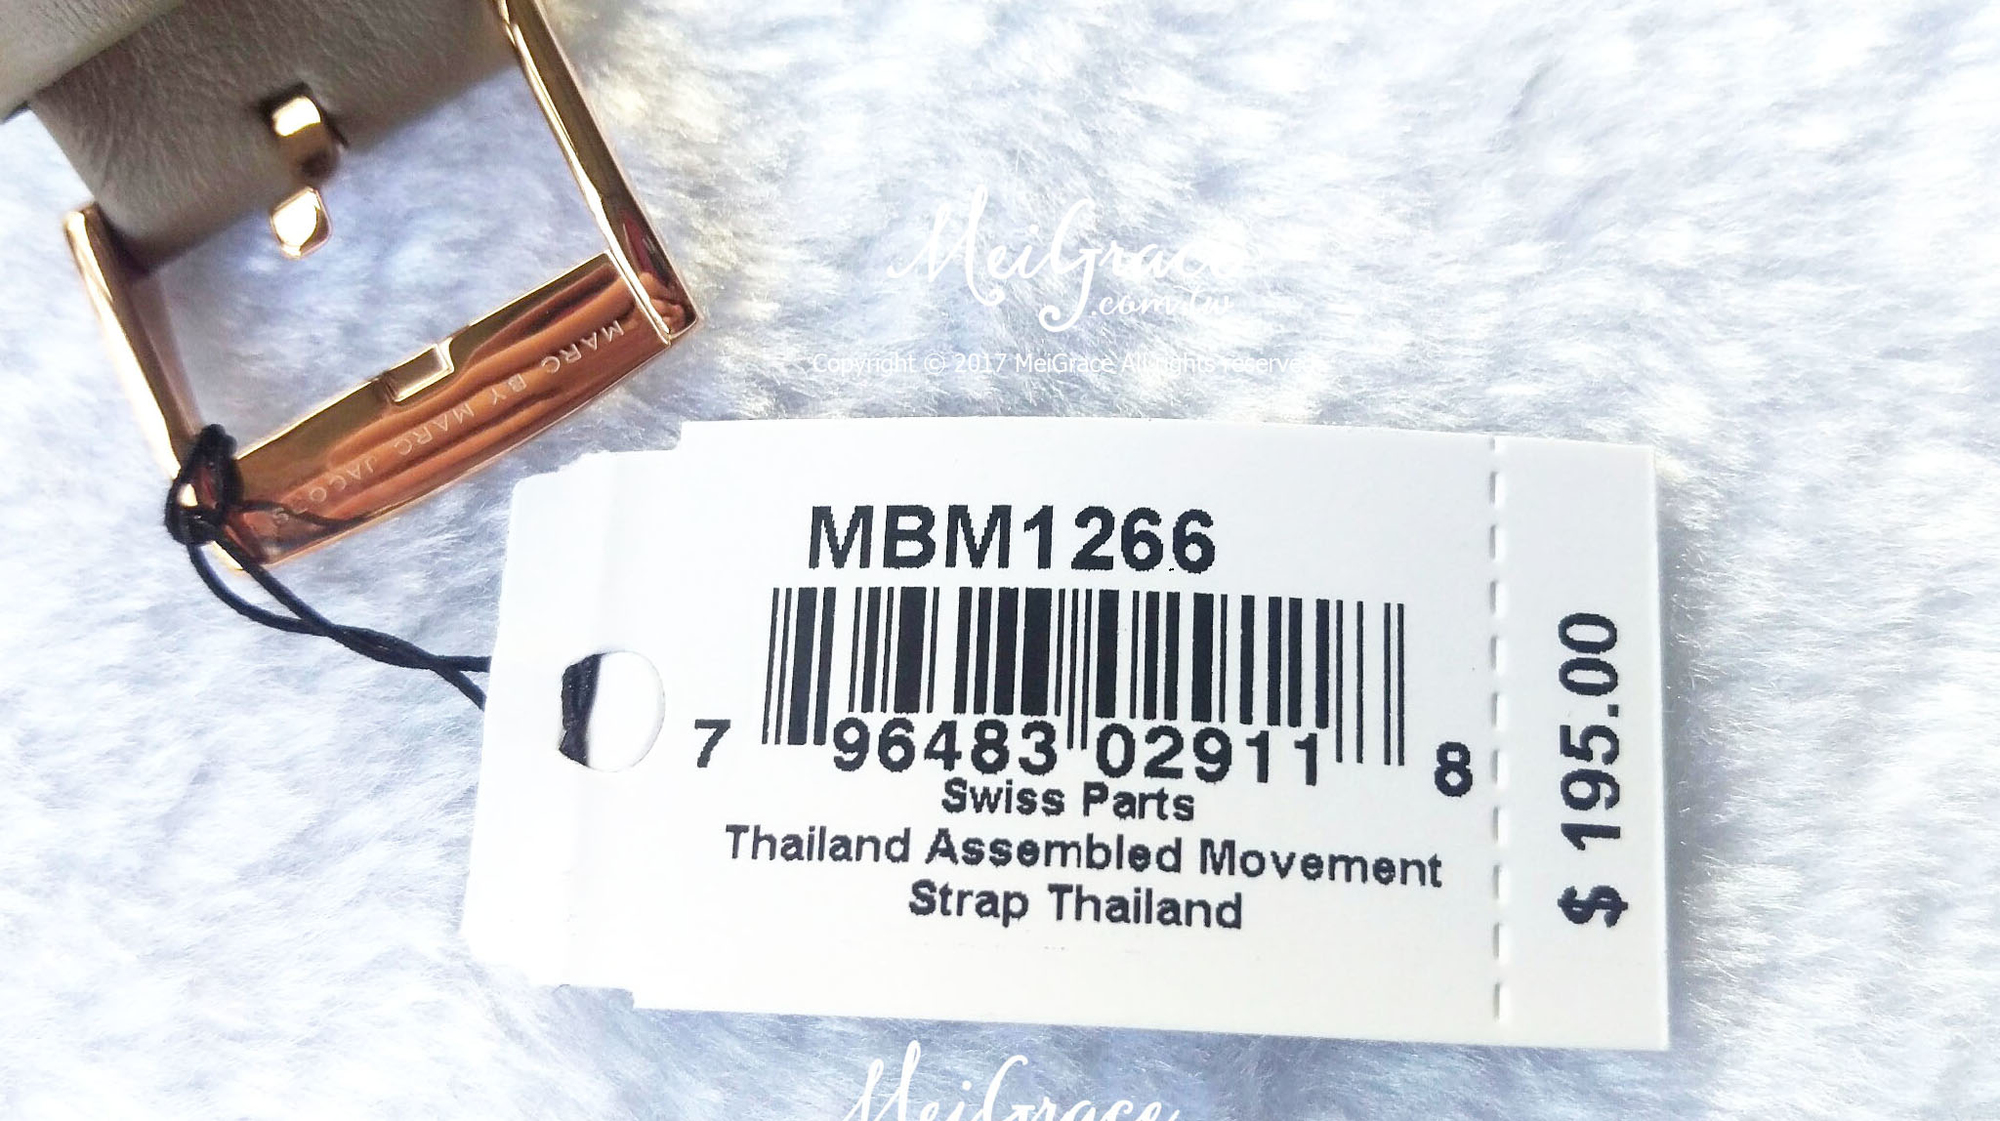 MeiGrace
.com.tw
Copyright © 2017 MeiGrace All rights reserved.
MARC BY MARC JACOBS
MBM1266
7 96483 02911 8
Swiss Parts
Thailand Assembled Movement
Strap Thailand
$ 195.00
MeiGrace